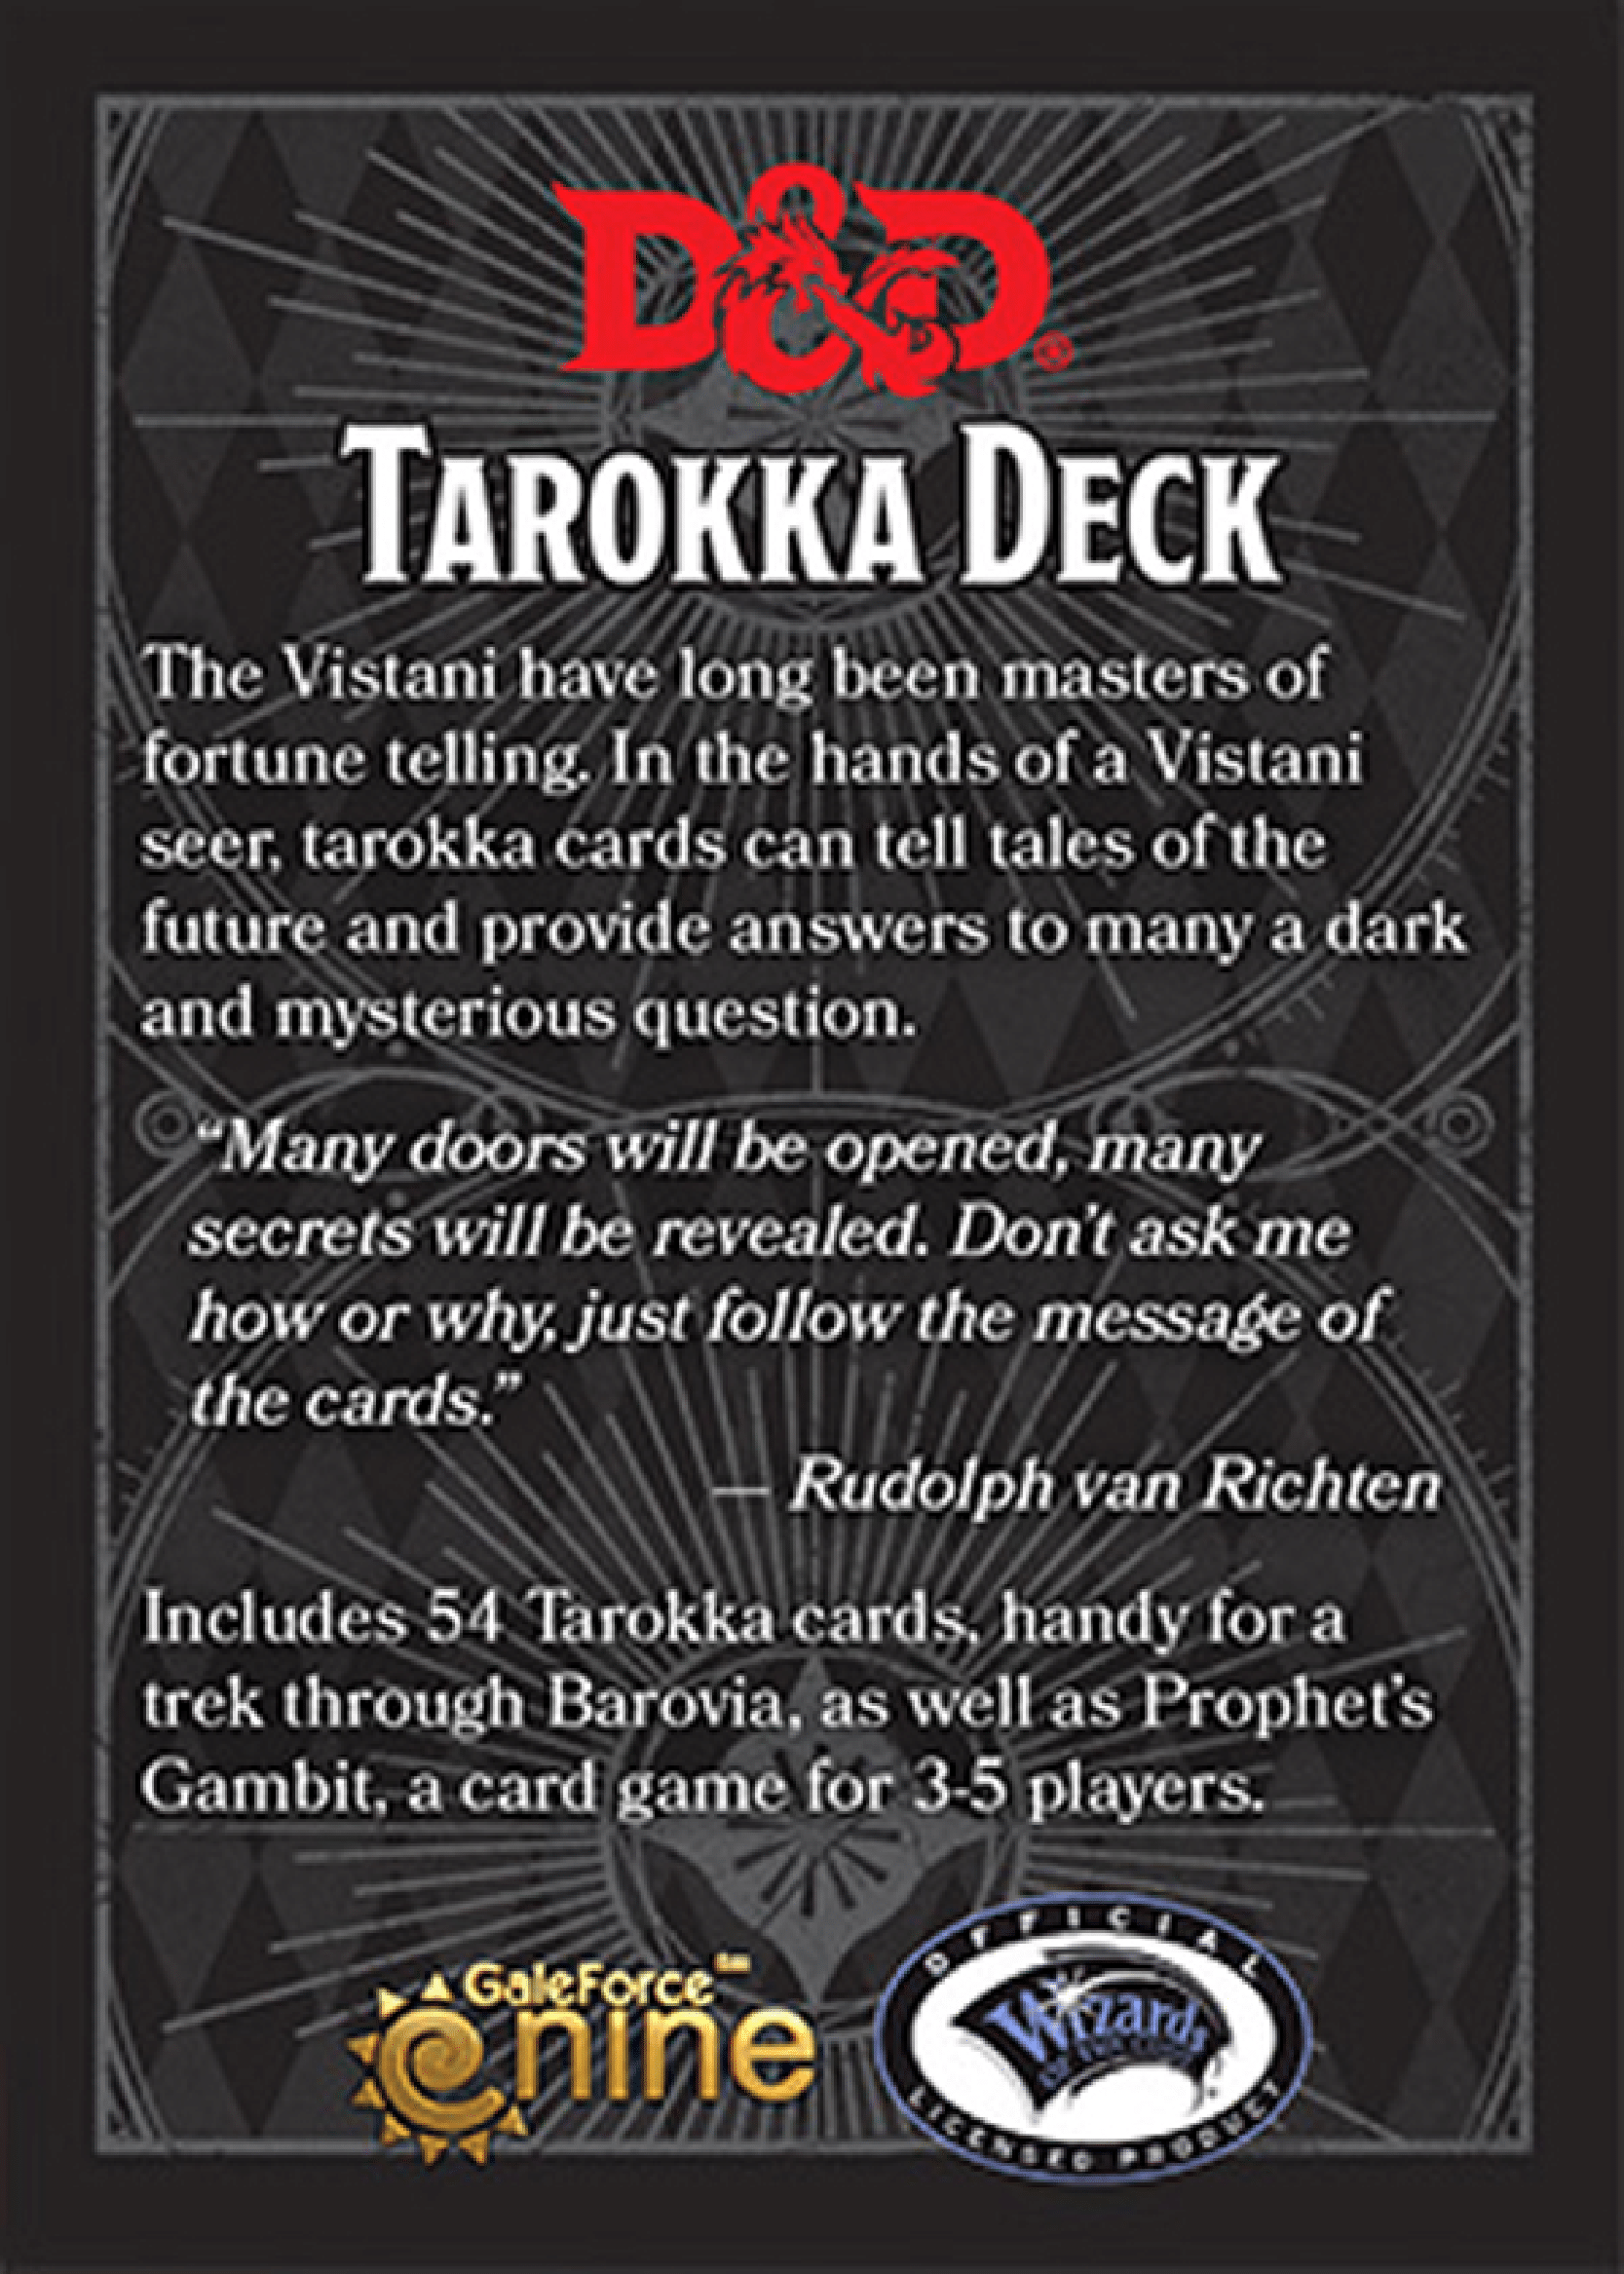 D&D®
TAROKKA DECK
The Vistani have long been masters of
fortune telling. In the hands of a Vistani
seer, tarokka cards can tell tales of the
future and provide answers to many a dark
and mysterious question.
“Many doors will be opened, many
secrets will be revealed. Don’t ask me
how or why, just follow the message of
the cards.”
— Rudolph van Richten
Includes 54 Tarokka cards, handy for a
trek through Barovia, as well as Prophet’s
Gambit, a card game for 3-5 players.
GaleForce™
nine
OFFICIAL
Wizards
OF THE COAST
LICENSED PRODUCT